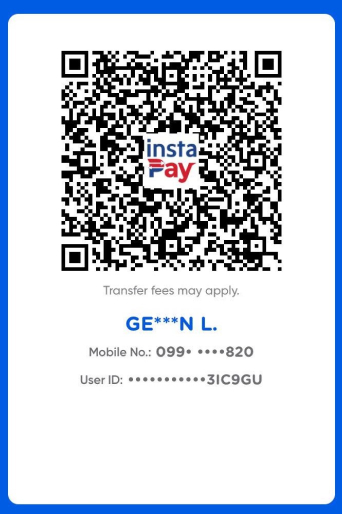 insta
Pay
Transfer fees may apply.
GE***N L.
Mobile No.: 099• ••••820
User ID: •••••••••••3IC9GU